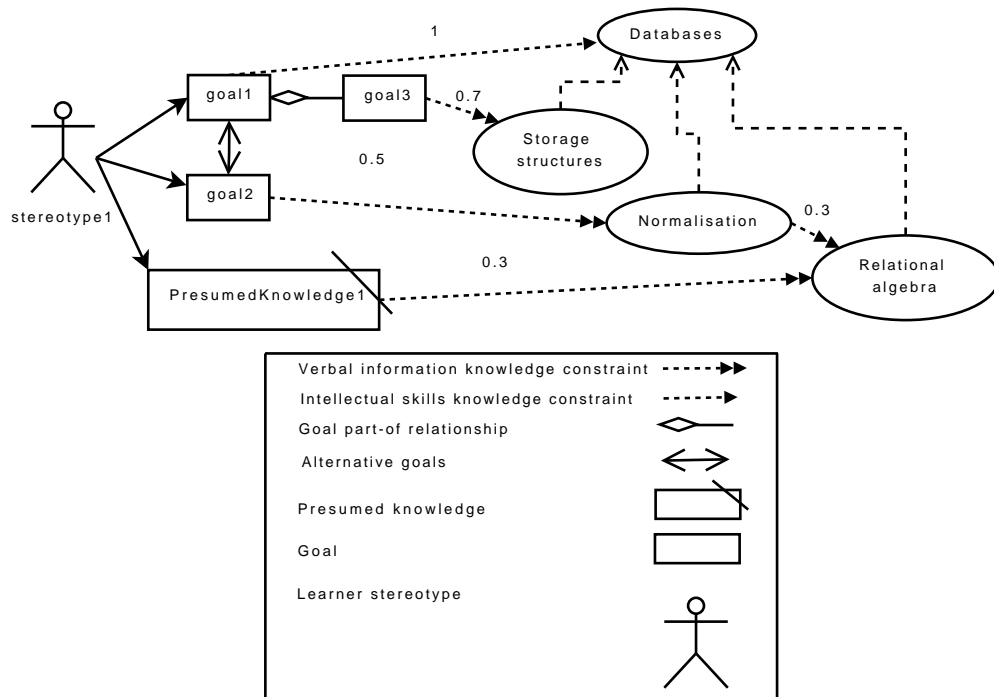 1
Databases
goal1
goal3
0.7
Storage
structures
0.5
stereotype1
goal2
Normalisation
0.3
0.3
Relational
algebra
PresumedKnowledge1
Verbal information knowledge constraint
Intellectual skills knowledge constraint
Goal part-of relationship
Alternative goals
Presumed knowledge
Goal
Learner stereotype